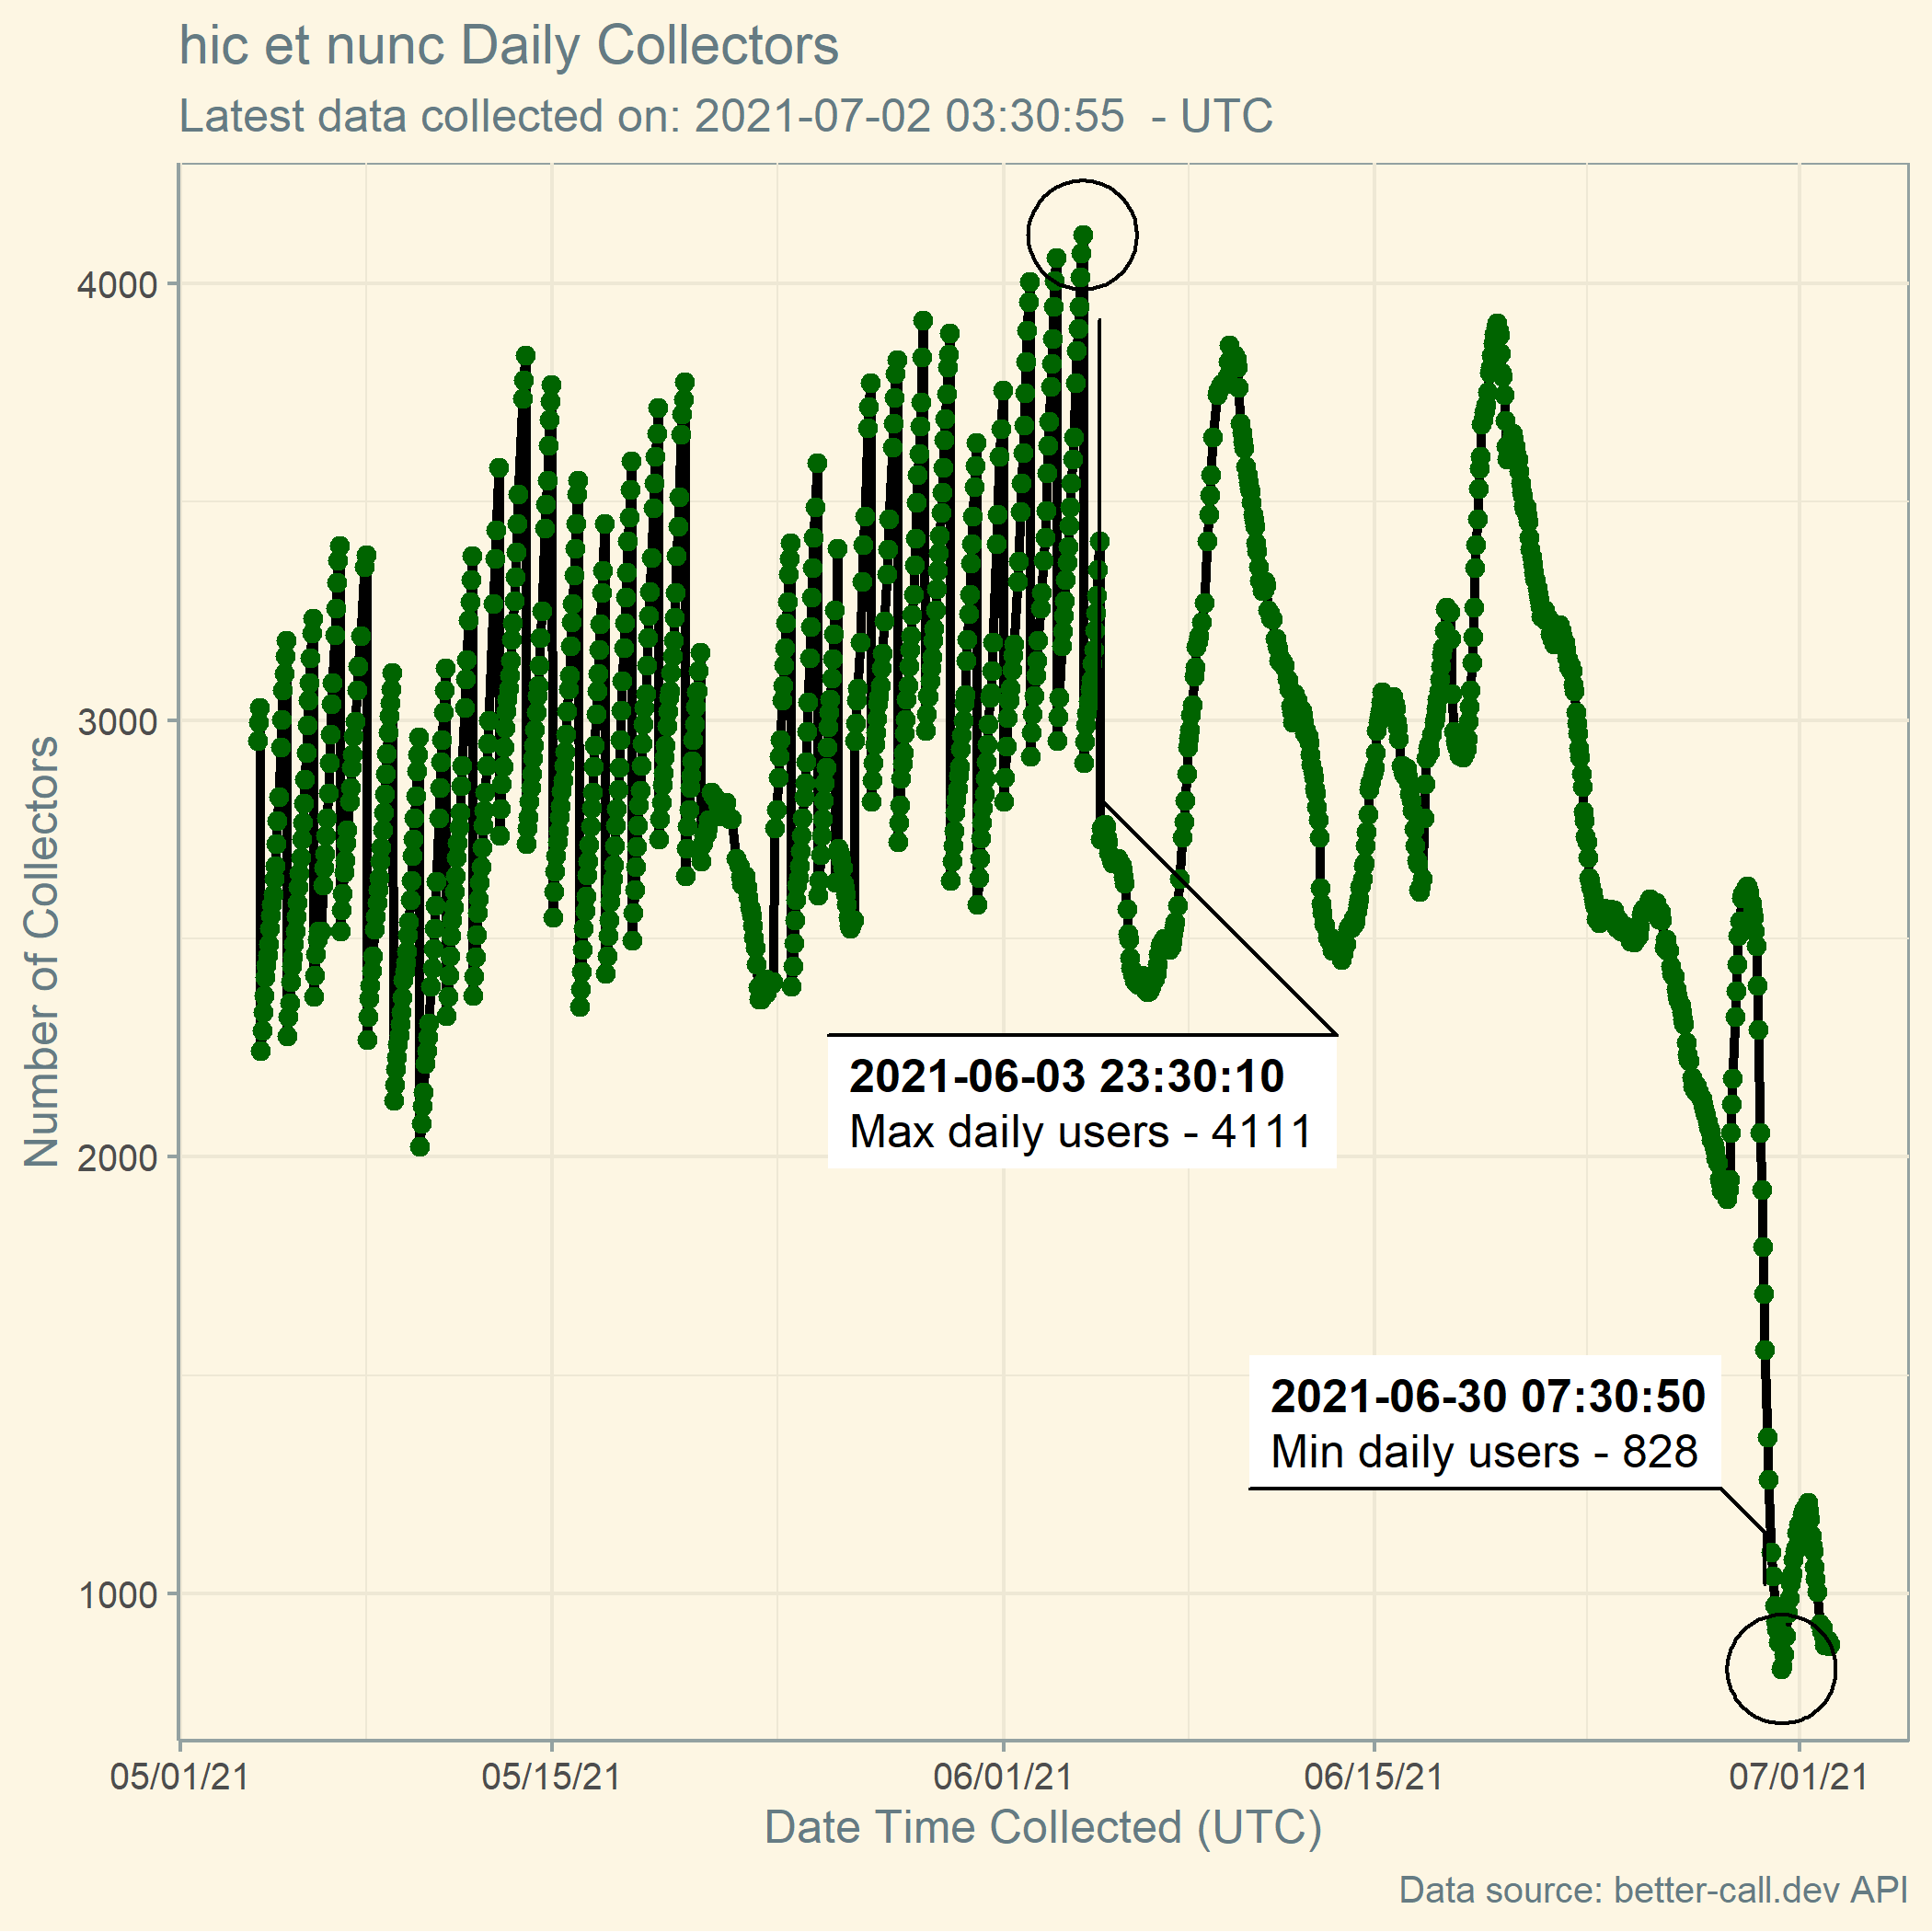 hic et nunc Daily Collectors
Latest data collected on: 2021-07-02 03:30:55  - UTC
Number of Collectors
4000
3000
2000
1000
2021-06-03 23:30:10
Max daily users - 4111
2021-06-30 07:30:50
Min daily users - 828
05/01/21
05/15/21
06/01/21
06/15/21
07/01/21
Date Time Collected (UTC)
Data source: better-call.dev API